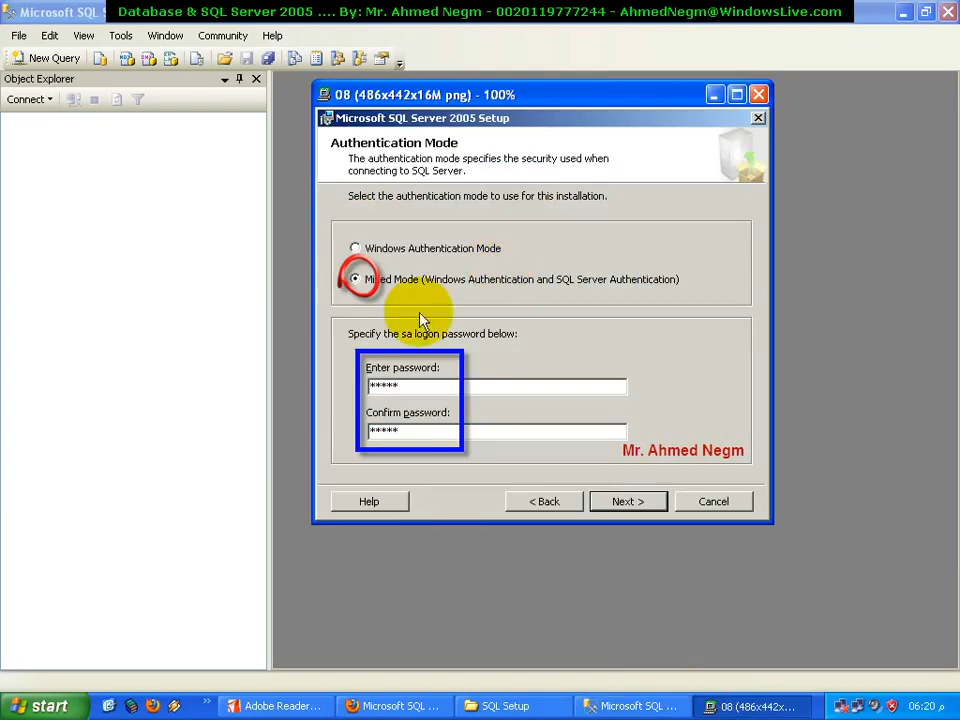 Microsoft SQL S
Database & SQL Server 2005 .... By: Mr. Ahmed Negm - 0020119777244 - AhmedNegm@WindowsLive.com
File Edit View Tools Window Community Help
New Query
Object Explorer
Connect
08 (486x442x16M png) - 100%
Microsoft SQL Server 2005 Setup
Authentication Mode
The authentication mode specifies the security used when
connecting to SQL Server.
Select the authentication mode to use for this installation.
Windows Authentication Mode
Mixed Mode (Windows Authentication and SQL Server Authentication)
Specify the sa logon password below:
Enter password:
*****
Confirm password:
*****
Mr. Ahmed Negm
Help < Back Next > Cancel
start Adobe Reader... Microsoft SQL ... SQL Setup Microsoft SQL ... 08 (486x442x... 06:20 م